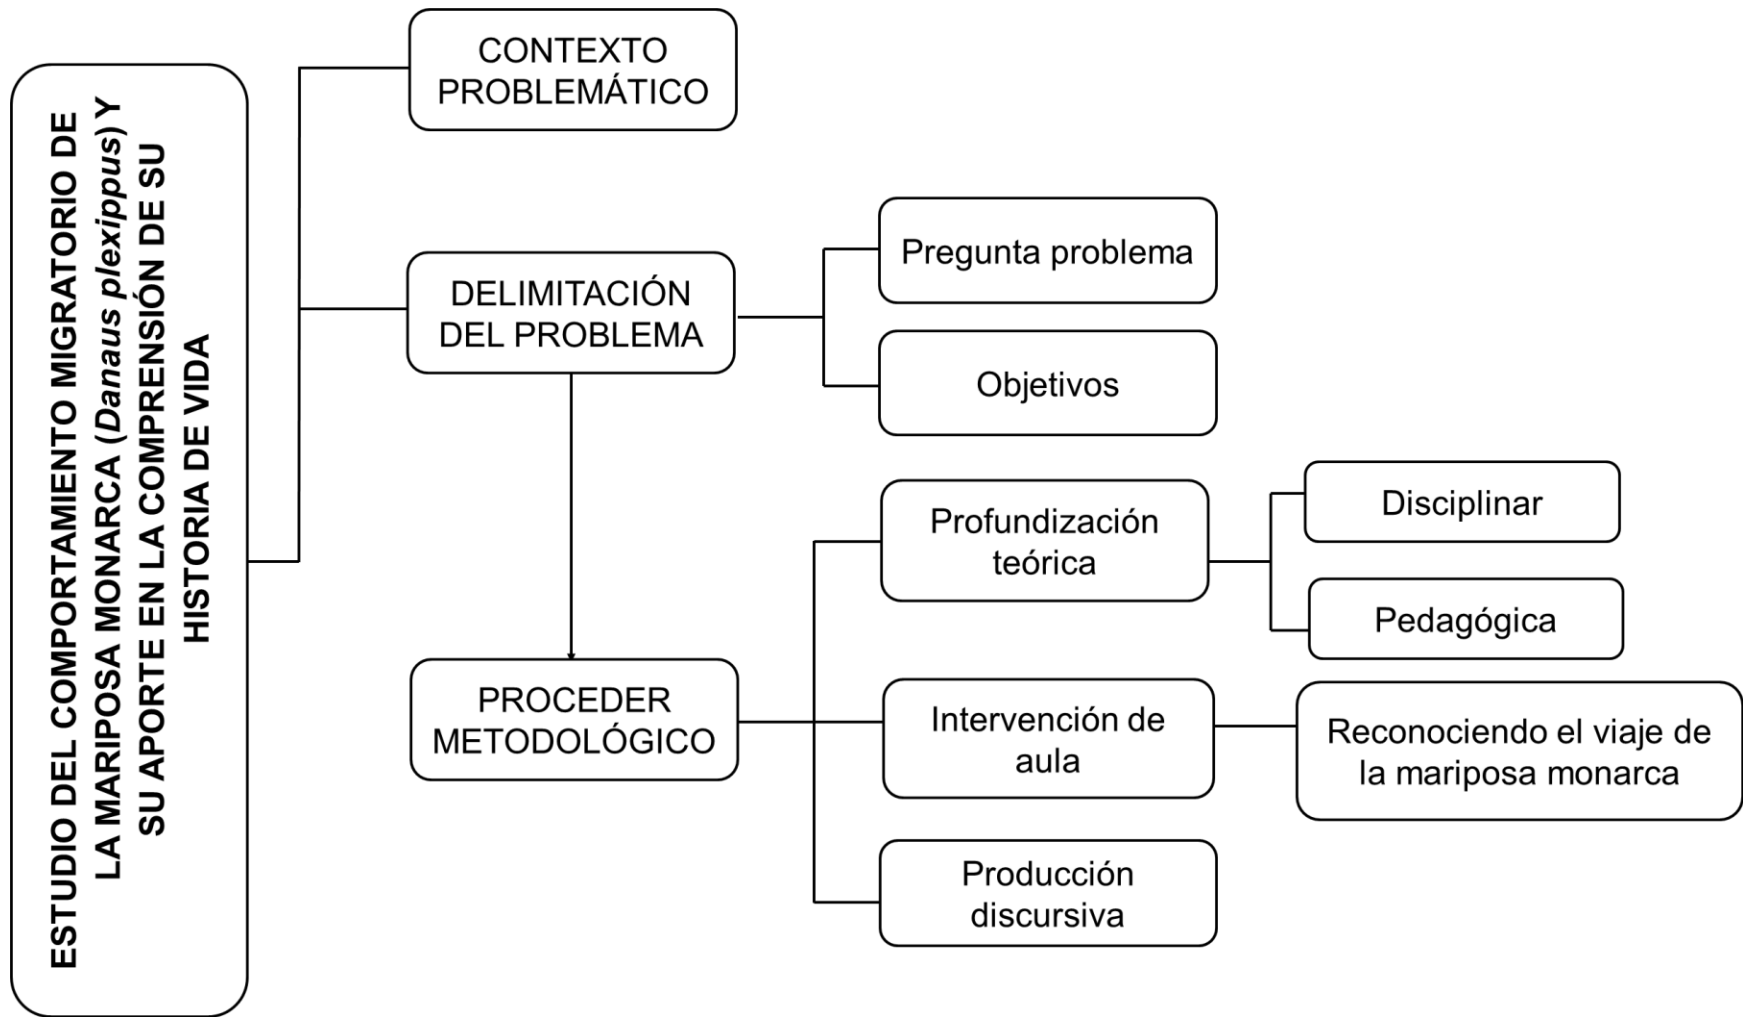 ESTUDIO DEL COMPORTAMIENTO MIGRATORIO DE
LA MARIPOSA MONARCA (Danaus plexippus) Y
SU APORTE EN LA COMPRENSIÓN DE SU
HISTORIA DE VIDA
CONTEXTO
PROBLEMÁTICO
DELIMITACIÓN
DEL PROBLEMA
Pregunta problema
Objetivos
PROCEDER
METODOLÓGICO
Profundización
teórica
Disciplinar
Pedagógica
Intervención de
aula
Reconociendo el viaje de
la mariposa monarca
Producción
discursiva